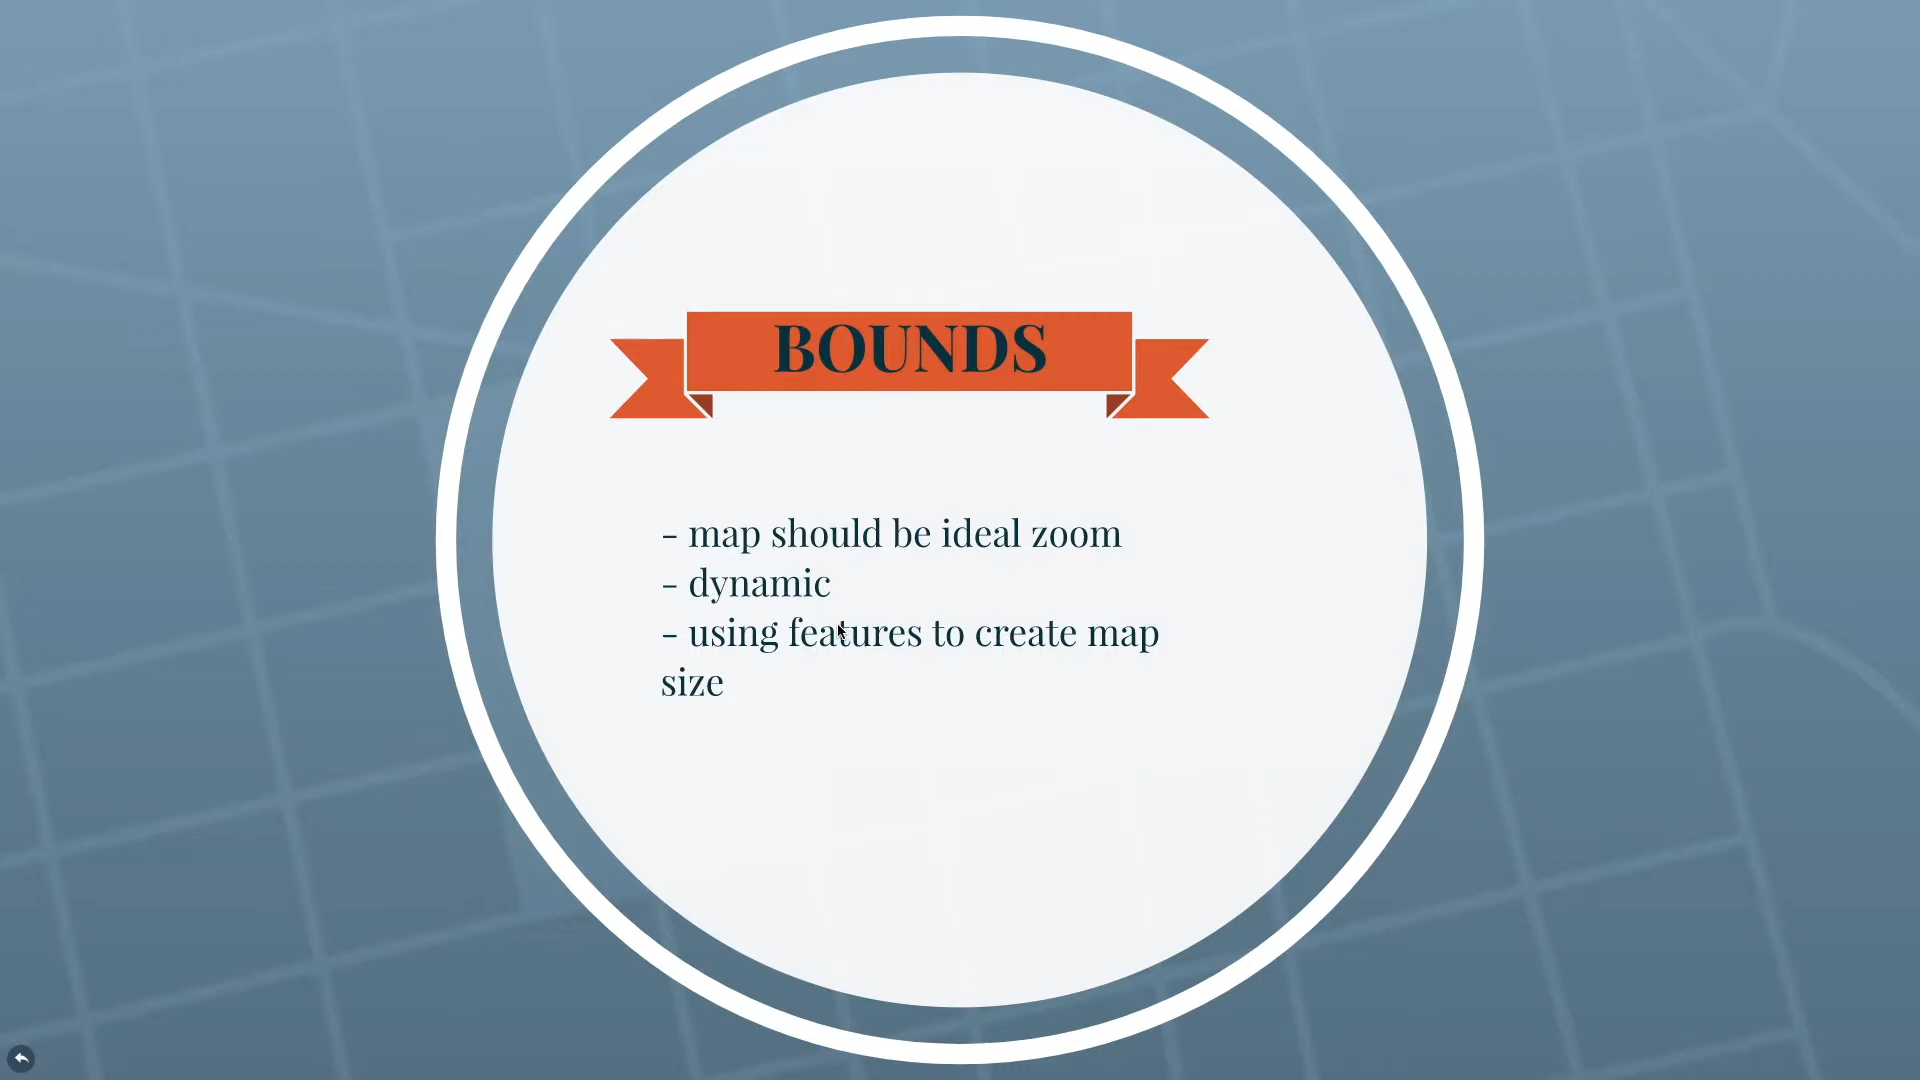 BOUNDS
- map should be ideal zoom
- dynamic
- using features to create map
size